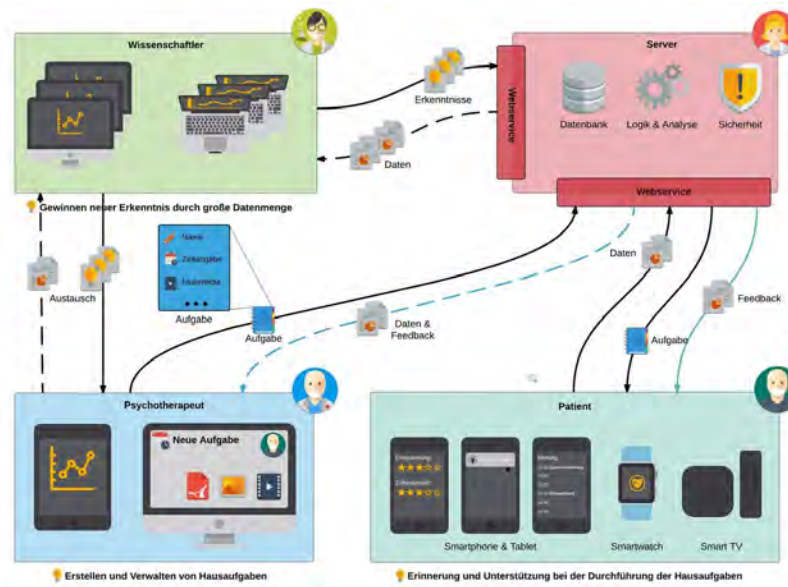 Wissenschaftler
Server
Webservice
Erkenntnisse
Datenbank
Logik & Analyse
Sicherheit
Daten
Webservice
Gewinnen neuer Erkenntnis durch große Datenmenge
Name
Zeitangabe
Multimedia
Aufgabe
Austausch
Aufgabe
Daten &
Feedback
Daten
Feedback
Aufgabe
Psychotherapeut
Neue Aufgabe
Patient
Smartphone & Tablet
Smartwatch
Smart TV
Erstellen und Verwalten von Hausaufgaben
Erinnerung und Unterstützung bei der Durchführung der Hausaufgaben